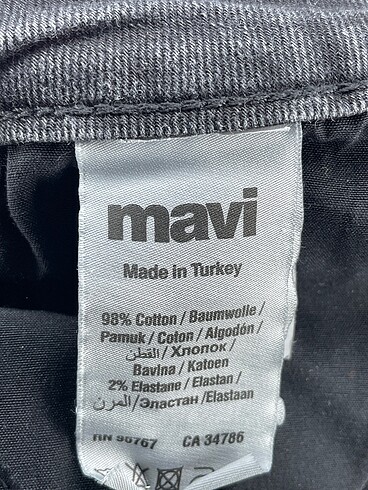 mavi
Made in Turkey
98% Cotton / Baumwolle /
Pamuk / Coton / Algodón /
القطن / Хлопок /
Bavlna / Katoen
2% Elastane / Elastan /
المرن/Эластан /Elastaan
RN 98767 CA 34786